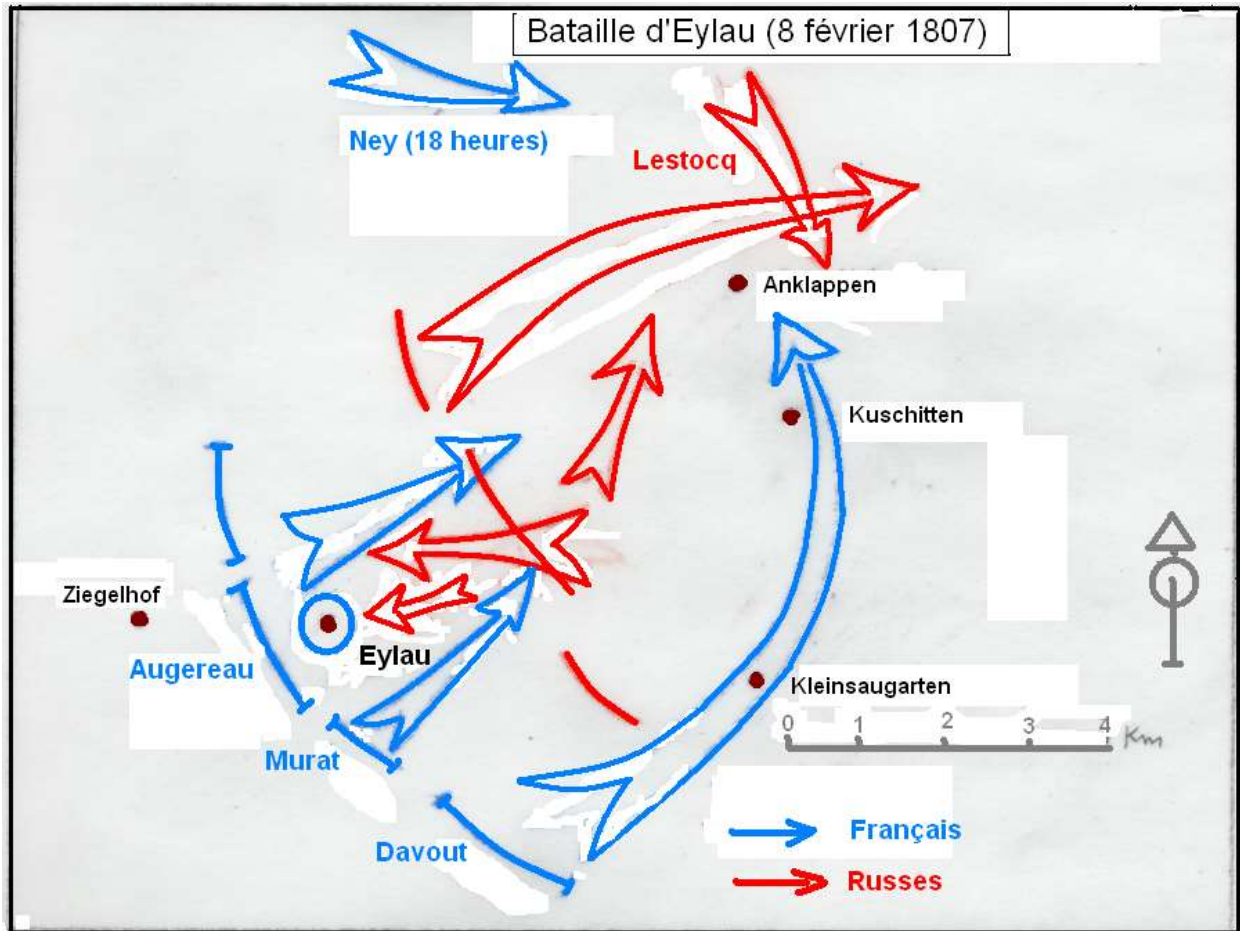 Bataille d'Eylau (8 février 1807)
Ney (18 heures)
Lestocq
Anklappen
Kuschitten
Ziegelhof
Eylau
Augereau
Kleinsaugarten
0 1 2 3 4 Km
Murat
Davout
Français
Russes